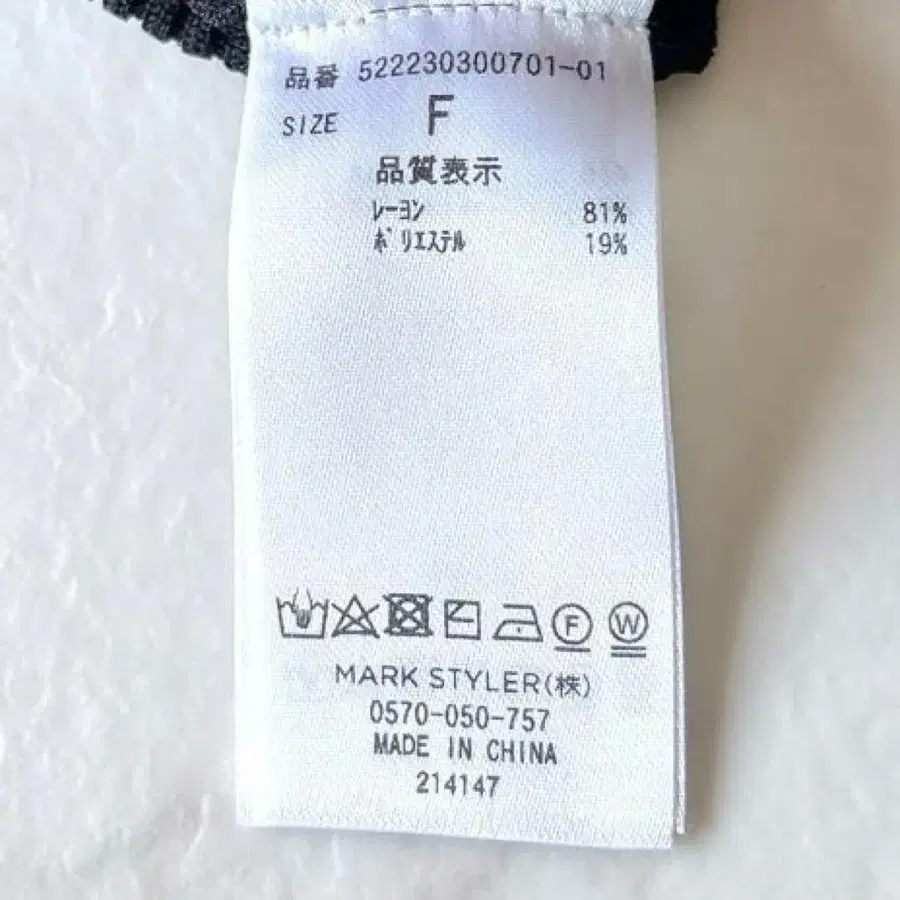 品番 522230300701-01
SIZE F
品質表示
ﾚｰﾖﾝ 81%
ﾎﾟﾘｴｽﾃﾙ 19%
F W
MARK STYLER(株)
0570-050-757
MADE IN CHINA
214147